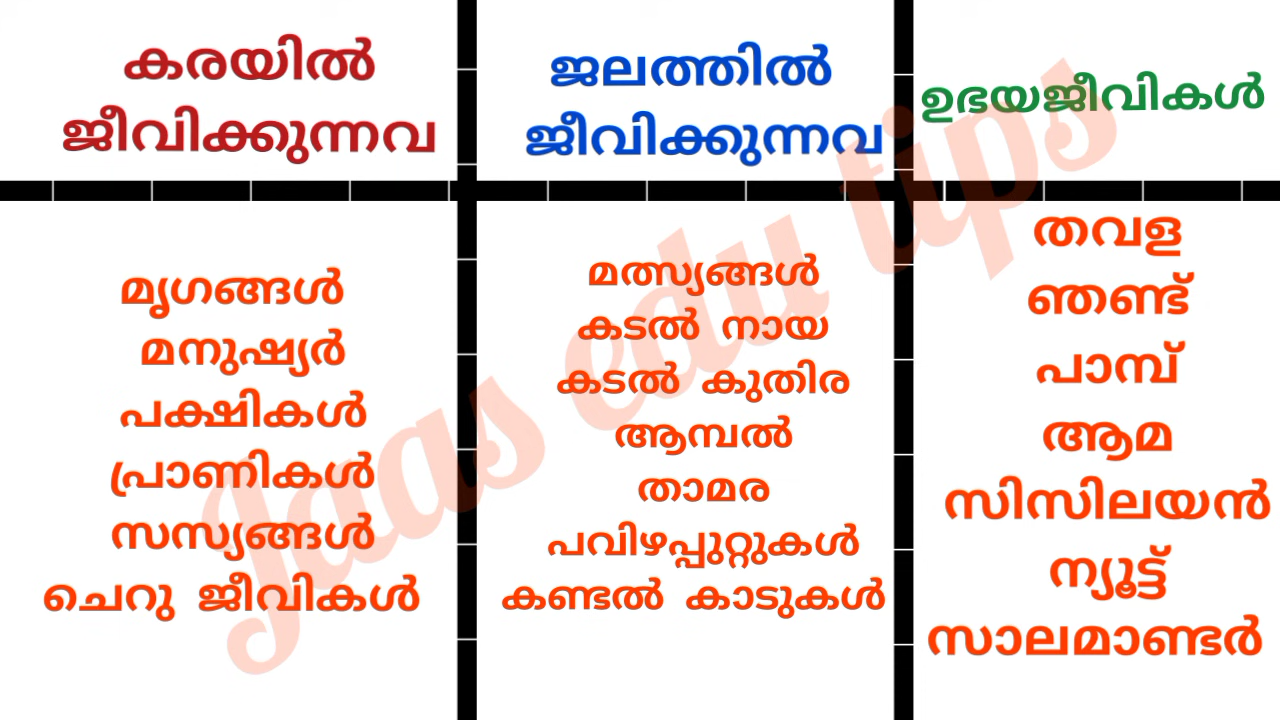 കരയിൽ
ജീവിക്കുന്നവ
ജലത്തിൽ
ജീവിക്കുന്നവ
ഉഭയജീവികൾ
മൃഗങ്ങൾ
മനുഷ്യർ
പക്ഷികൾ
പ്രാണികൾ
സസ്യങ്ങൾ
ചെറു ജീവികൾ
മത്സ്യങ്ങൾ
കടൽ നായ
കടൽ കുതിര
ആമ്പൽ
താമര
പവിഴപ്പുറ്റുകൾ
കണ്ടൽ കാടുകൾ
തവള
ഞണ്ട്
പാമ്പ്
ആമ
സിസിലയൻ
ന്യൂട്ട്
സാലമാണ്ടർ
Jaas edu tips